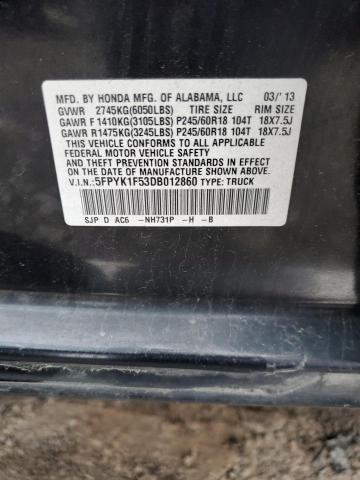 MFD. BY HONDA MFG. OF ALABAMA, LLC 03/'13
GVWR 2745KG(6050LBS) TIRE SIZE RIM SIZE
GAWR F1410KG(3105LBS) P245/60R18 104T 18X7.5J
GAWR R1475KG(3245LBS) P245/60R18 104T 18X7.5J
THIS VEHICLE CONFORMS TO ALL APPLICABLE
FEDERAL MOTOR VEHICLE SAFETY
AND THEFT PREVENTION STANDARDS IN EFFECT
ON THE DATE OF MANUFACTURE SHOWN ABOVE.
V.I.N.:5FPYK1F53DB012860 TYPE: TRUCK
SJP D AC6 -NH731P -H -B